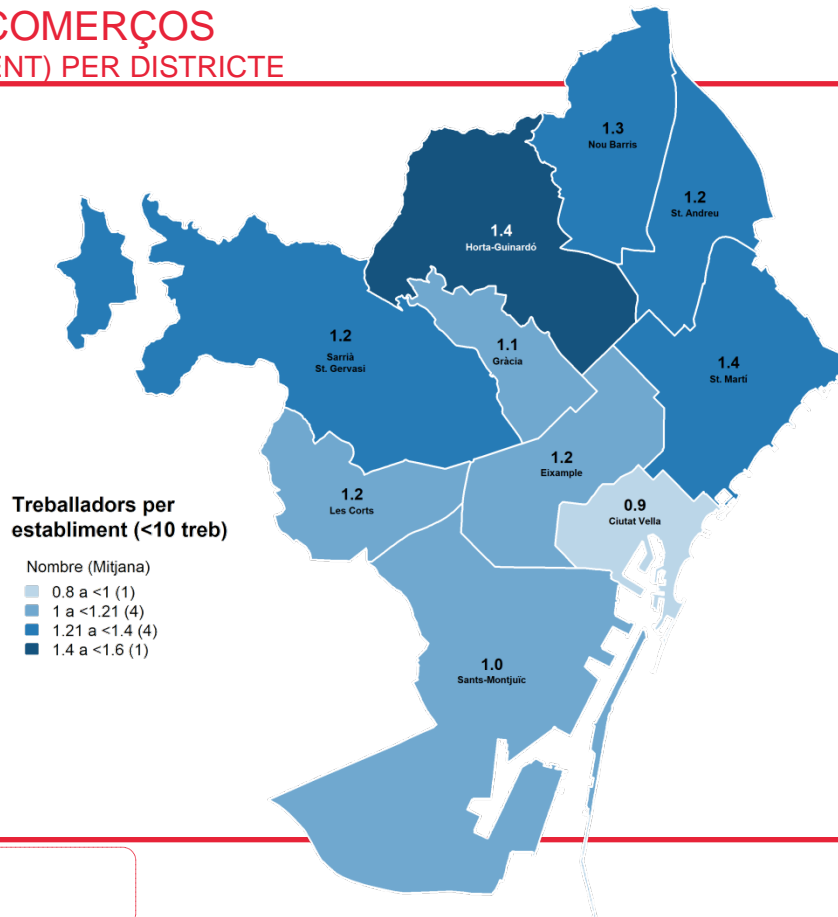 COMERÇOS
PER DISTRICTE
1.3
Nou Barris
1.2
St. Andreu
1.4
Horta-Guinardó
1.2
Sarrià
St. Gervasi
1.1
Gràcia
1.4
St. Martí
1.2
Eixample
1.2
Les Corts
0.9
Ciutat Vella
1.0
Sants-Montjuïc
Treballadors per
establiment (<10 treb)
Nombre (Mitjana)
0.8 a <1 (1)
1 a <1.21 (4)
1.21 a <1.4 (4)
1.4 a <1.6 (1)